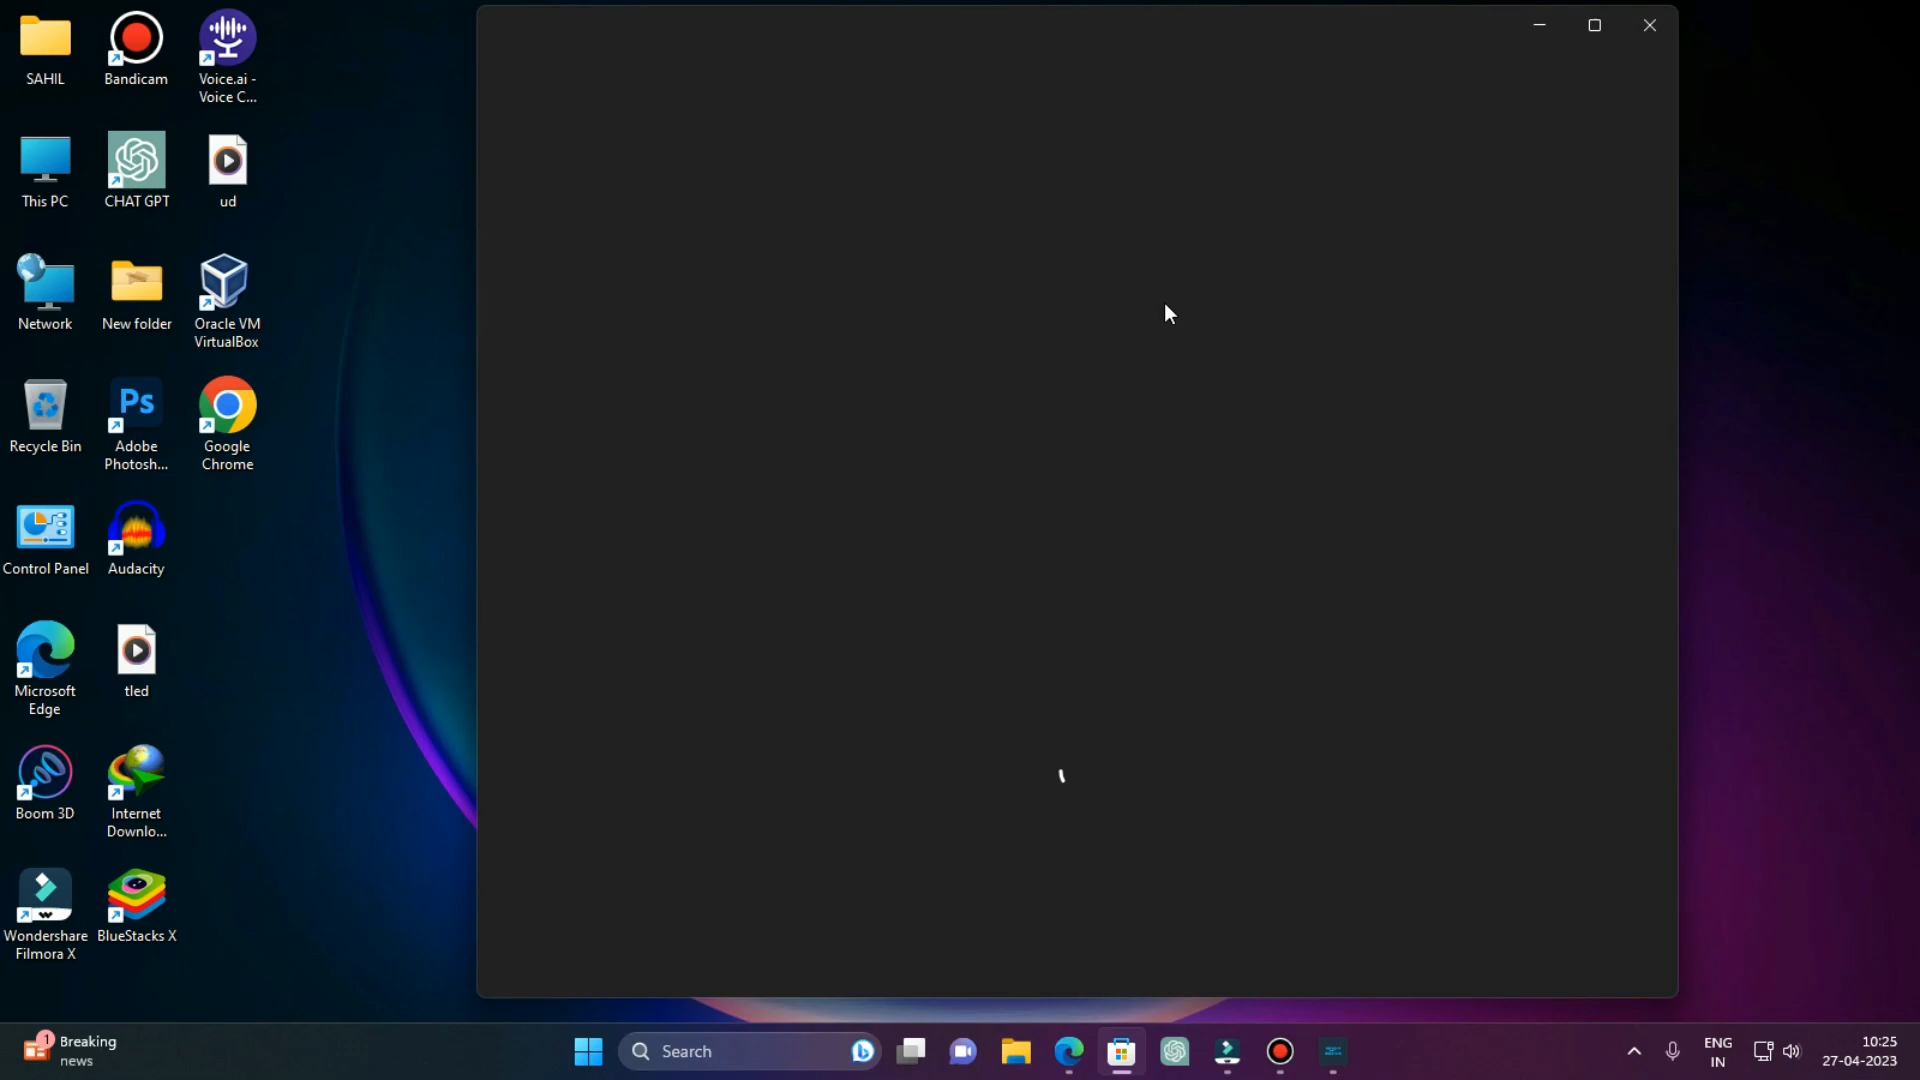 SAHIL
Bandicam
Voice.ai -
Voice C...
This PC
CHAT GPT
ud
Network
New folder
Oracle VM
VirtualBox
Recycle Bin
Ps
Adobe
Photosh...
Google
Chrome
Control Panel
Audacity
Microsoft
Edge
tled
Boom 3D
Internet
Downlo...
Wondershare
Filmora X
BlueStacks X
1
Breaking
news
Search
ENG
IN
10:25
27-04-2023